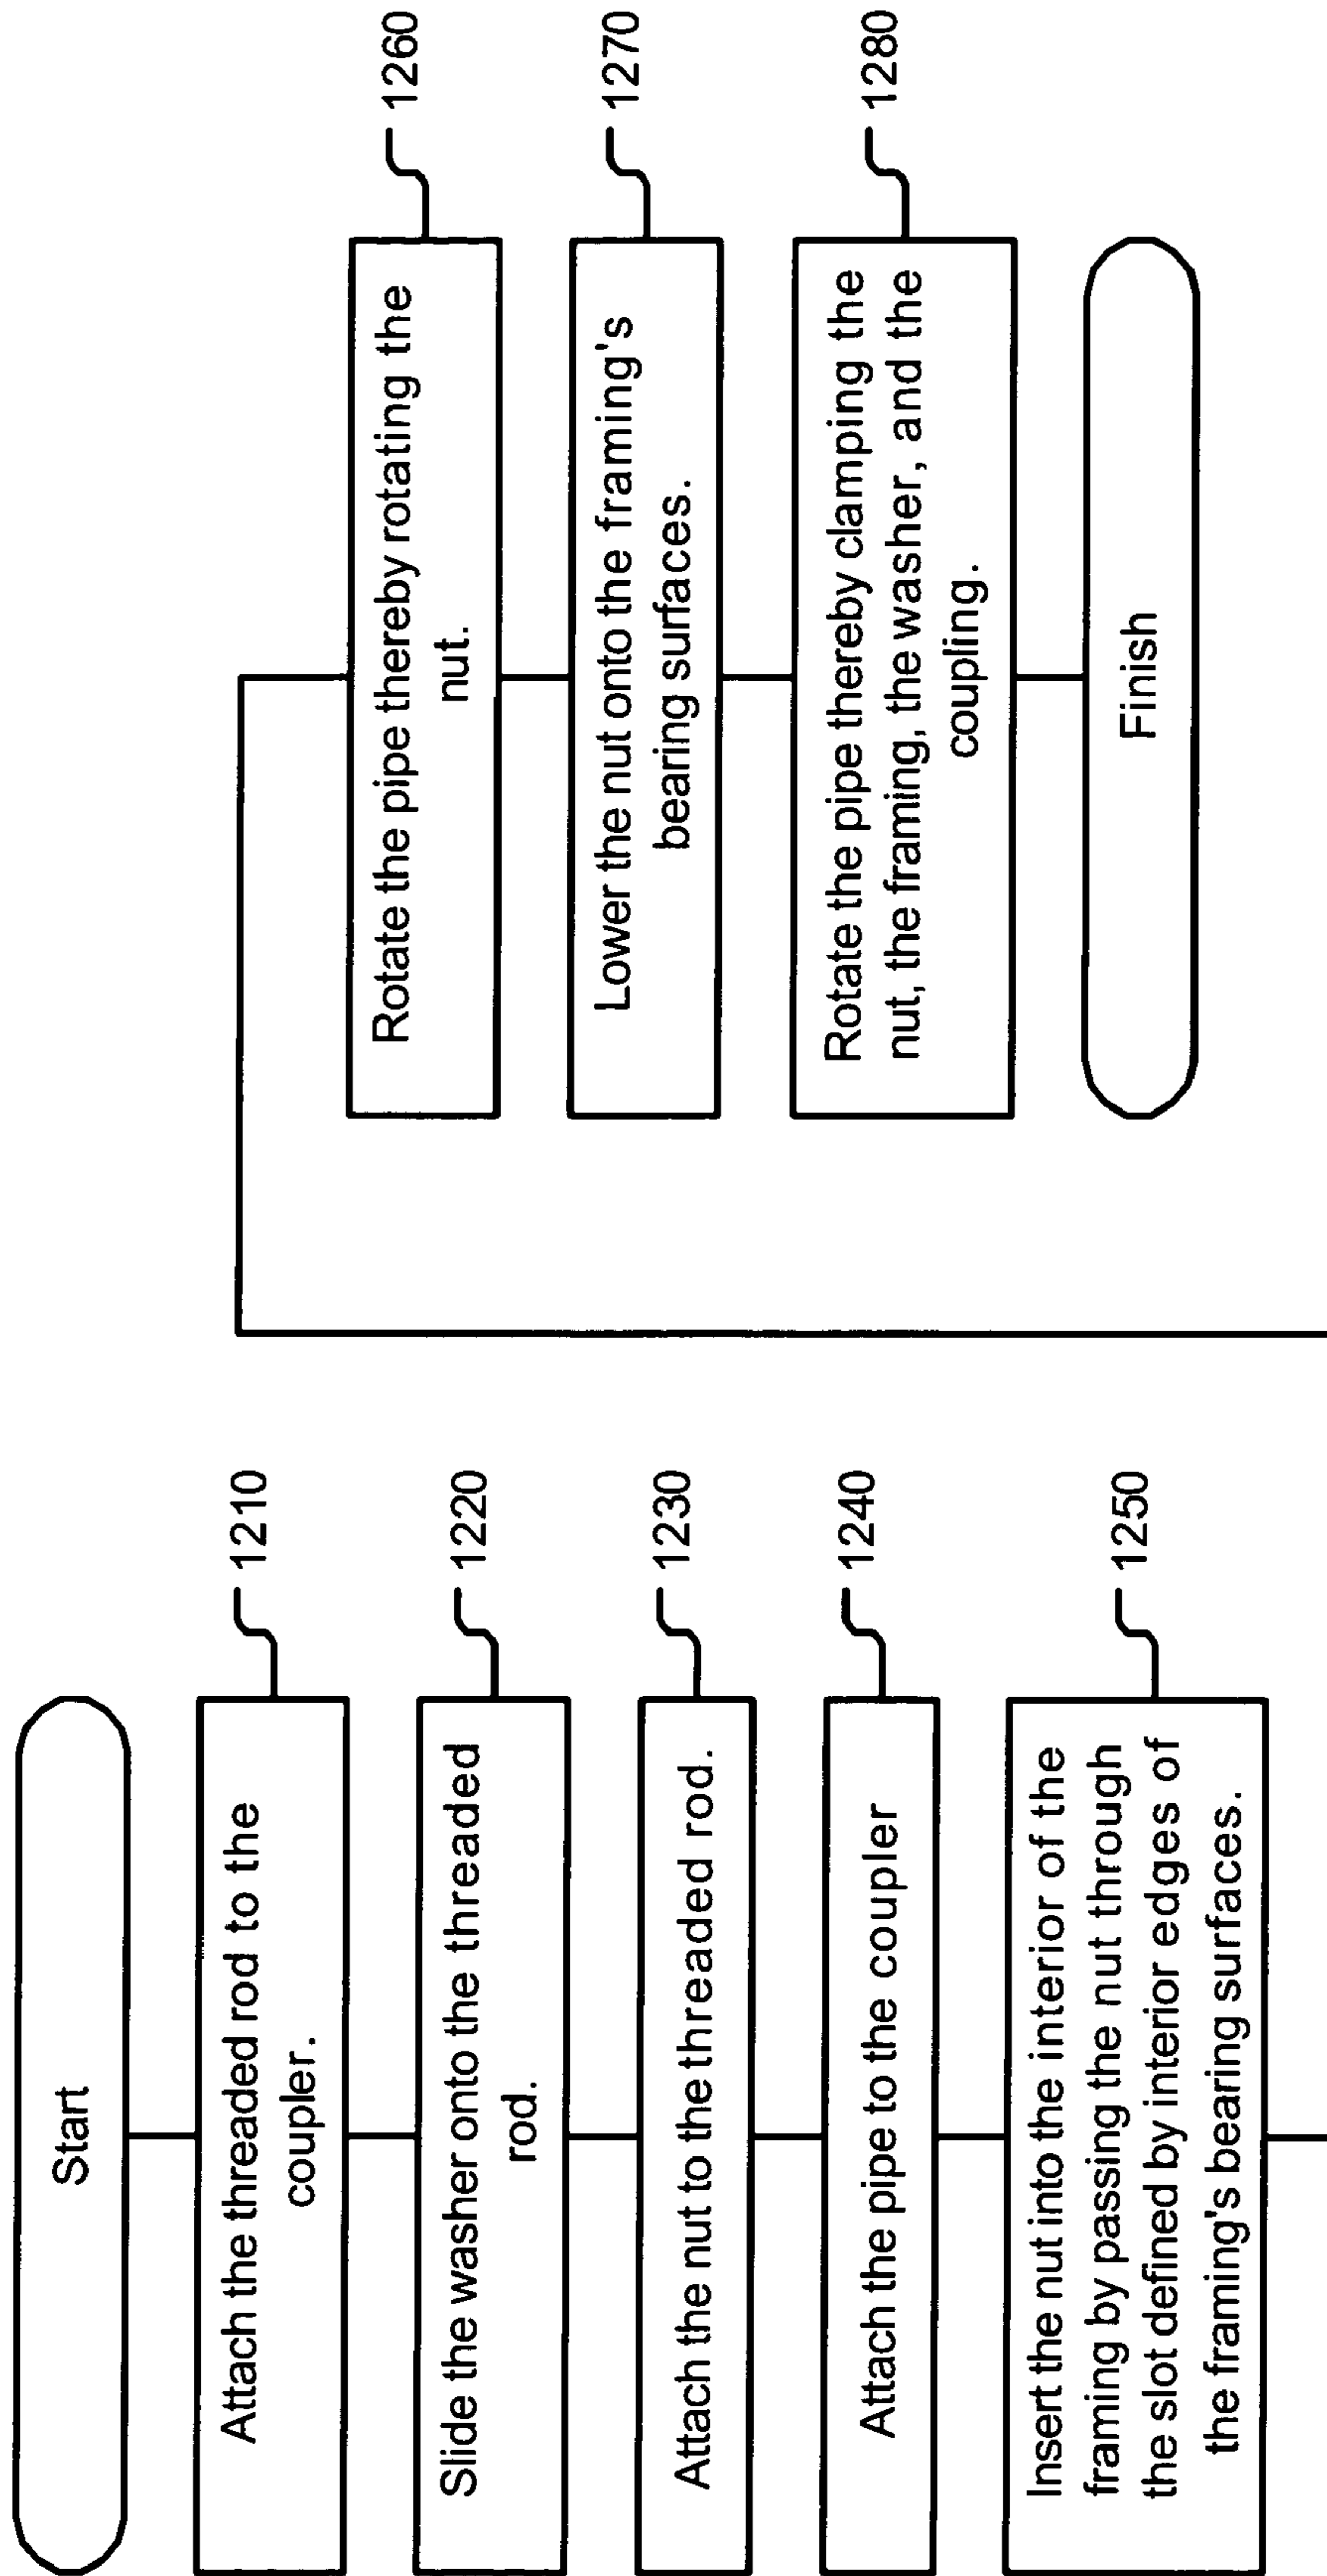 Start
Attach the threaded rod to the
coupler.
1210
Slide the washer onto the threaded
rod.
1220
Attach the nut to the threaded rod.
1230
Attach the pipe to the coupler
1240
Insert the nut into the interior of the
framing by passing the nut through
the slot defined by interior edges of
the framing's bearing surfaces.
1250
Rotate the pipe thereby rotating the
nut.
1260
Lower the nut onto the framing's
bearing surfaces.
1270
Rotate the pipe thereby clamping the
nut, the framing, the washer, and the
coupling.
1280
Finish